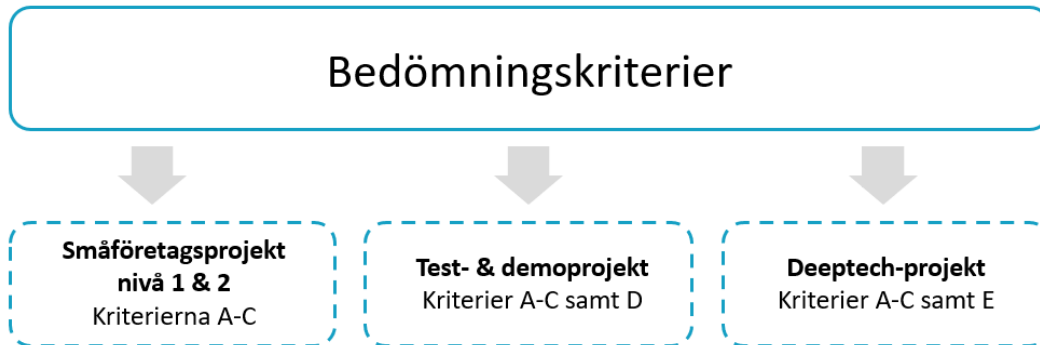 Bedömningskriterier
Småföretagsprojekt
nivå 1 & 2
Kriterierna A-C
Test- & demoprojekt
Kriterier A-C samt D
Deeptech-projekt
Kriterier A-C samt E